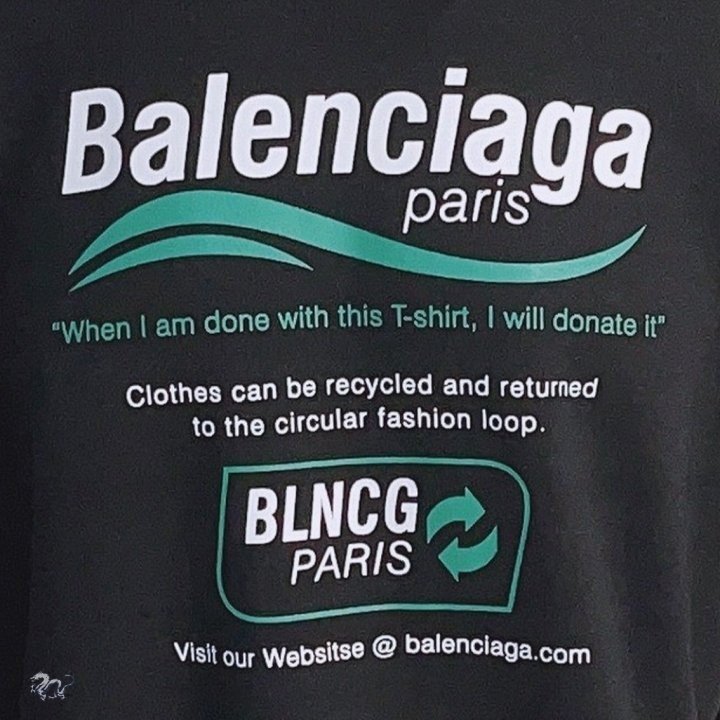 Balenciaga
paris
"When I am done with this T-shirt, I will donate it"
Clothes can be recycled and returned
to the circular fashion loop.
BLNCG
PARIS
Visit our Websitse @ balenciaga.com